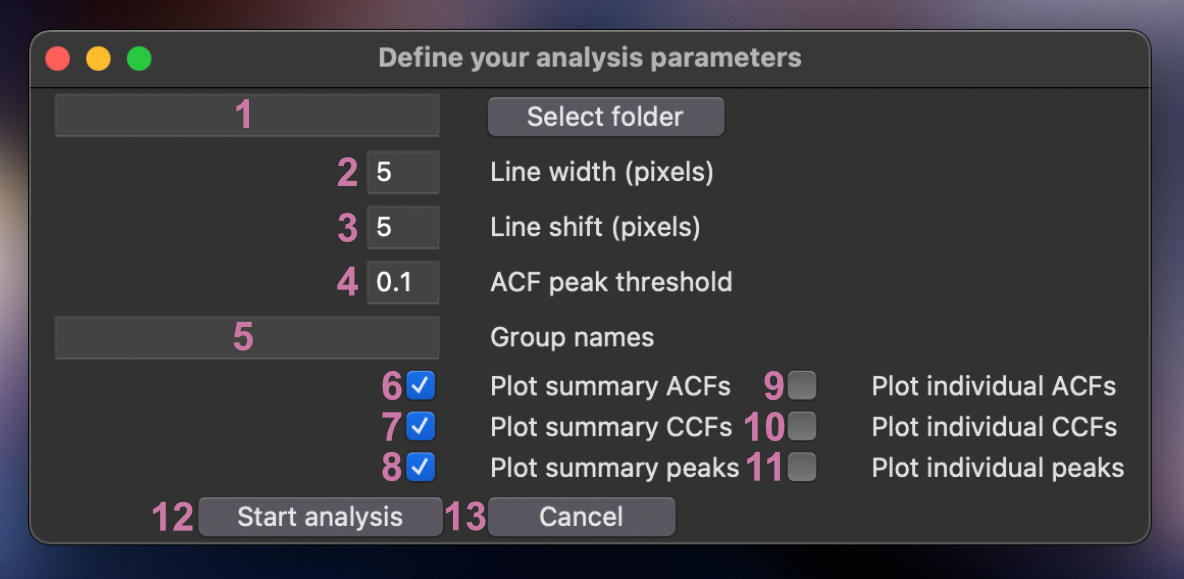 Define your analysis parameters
1 Select folder
2 5 Line width (pixels)
3 5 Line shift (pixels)
4 0.1 ACF peak threshold
5 Group names
6 Plot summary ACFs 9 Plot individual ACFs
7 Plot summary CCFs 10 Plot individual CCFs
8 Plot summary peaks 11 Plot individual peaks
12 Start analysis 13 Cancel